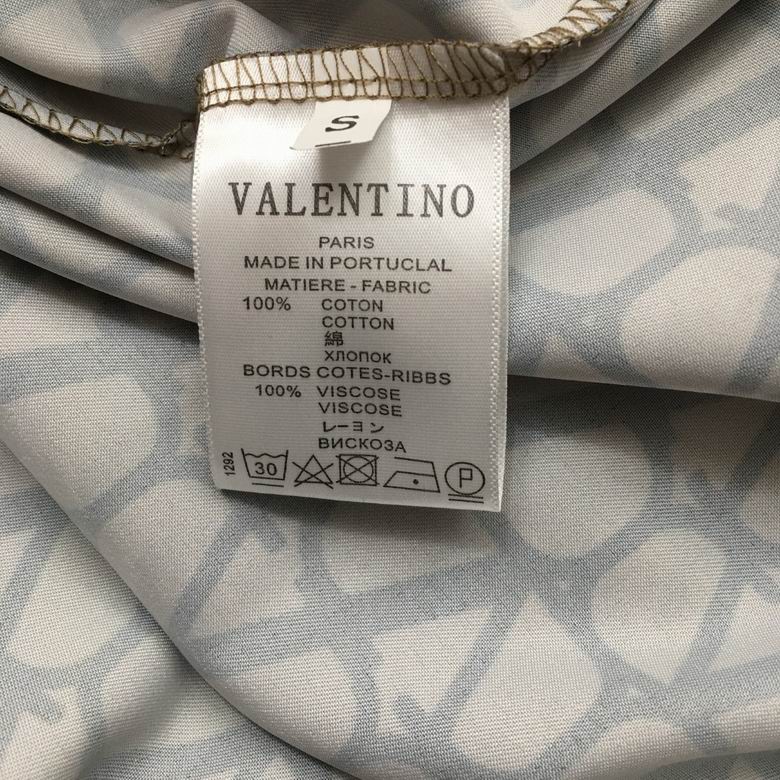 S
VALENTINO
PARIS
MADE IN PORTUCLAL
MATIERE - FABRIC
100% COTON
COTTON
綿
ХЛОПОК
BORDS COTES-RIBBS
100% VISCOSE
VISCOSE
レーヨン
ВИСКОЗА
1292
30
P